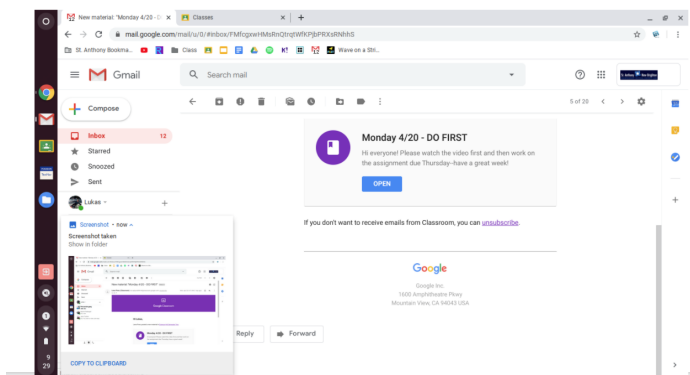 New material: "Monday 4/20 - D
Classes
mail.google.com/mail/u/0/#inbox/FMfcgxwHMsRnQtrqtWfKPjbPRXsRNhhS
St. Anthony Bookma...
Class
K!
Wave on a Stri...
Gmail
Search mail
Compose
5 of 20
Inbox 12
Starred
Snoozed
Sent
Lukas
Monday 4/20 - DO FIRST
Hi everyone! Please watch the video first and then work on
the assignment due Thursday–have a great week!
OPEN
If you don't want to receive emails from Classroom, you can unsubscribe.
Google
Google Inc.
1600 Amphitheatre Pkwy
Mountain View, CA 94043 USA
Reply
Forward
Screenshot • now
Screenshot taken
Show in folder
COPY TO CLIPBOARD
9
29